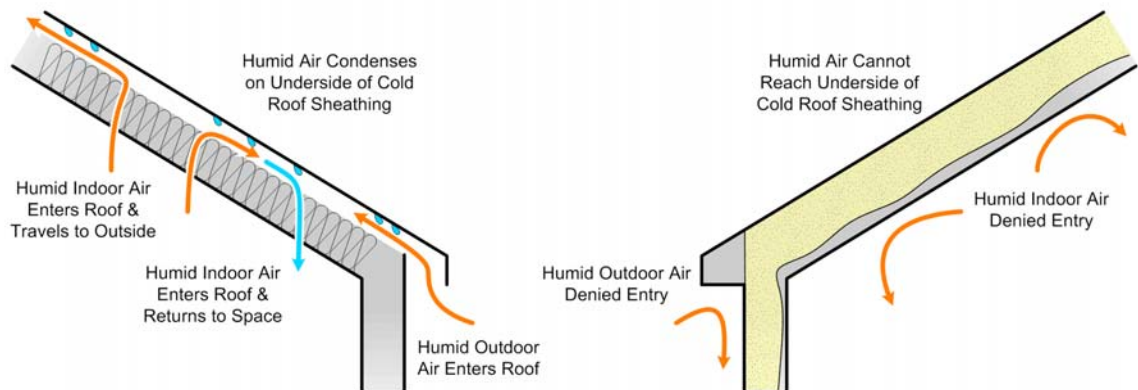 Humid Air Condenses
on Underside of Cold
Roof Sheathing
Humid Indoor Air
Enters Roof &
Travels to Outside
Humid Indoor Air
Enters Roof &
Returns to Space
Humid Outdoor
Air Enters Roof
Humid Air Cannot
Reach Underside of
Cold Roof Sheathing
Humid Indoor Air
Denied Entry
Humid Outdoor Air
Denied Entry